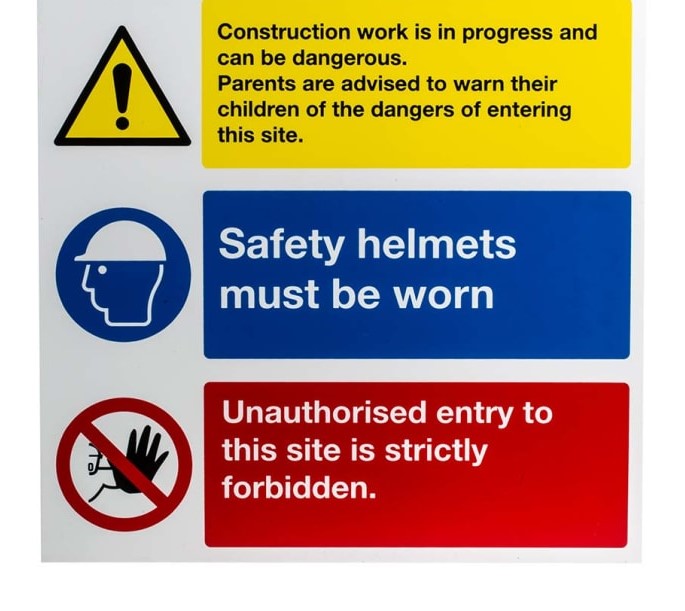 Construction work is in progress and
can be dangerous.
Parents are advised to warn their
children of the dangers of entering
this site.
Safety helmets
must be worn
Unauthorised entry to
this site is strictly
forbidden.